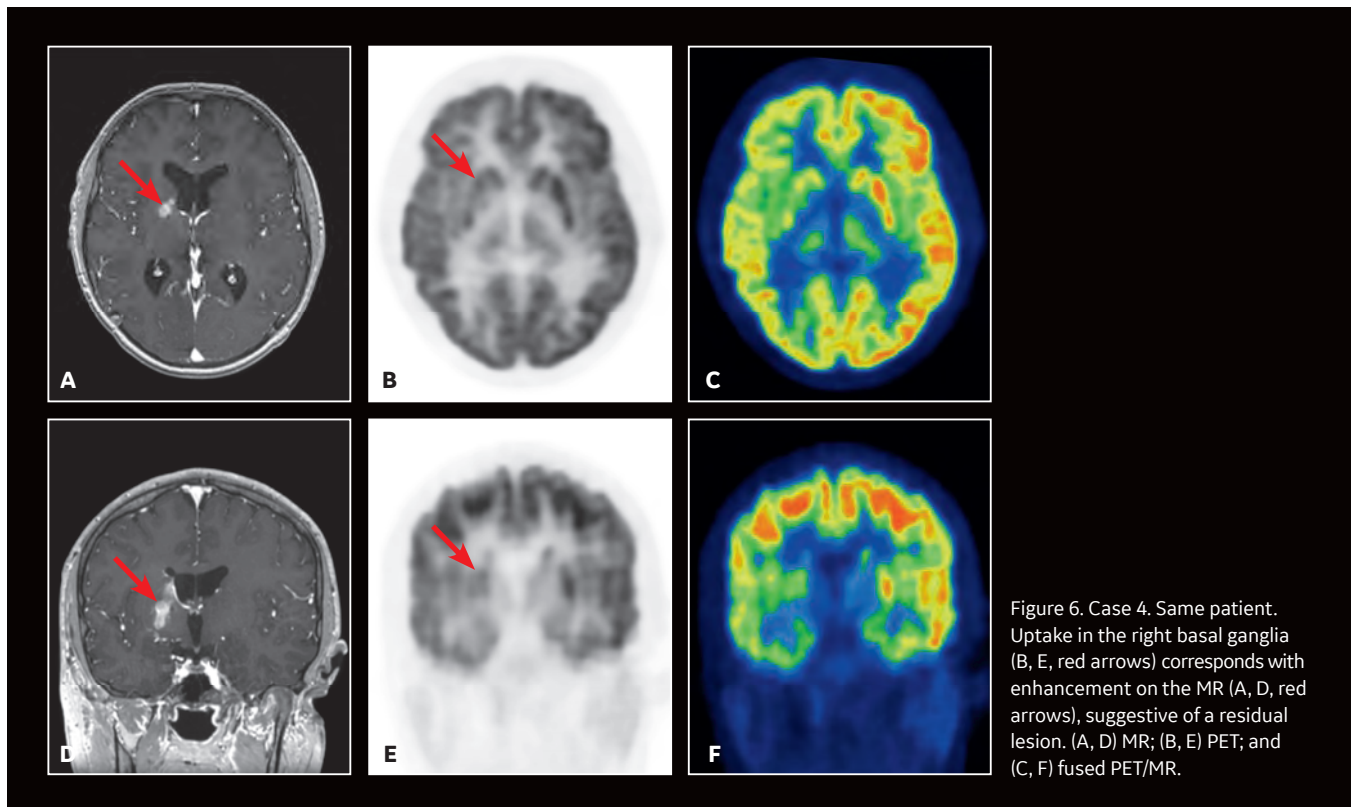 A
B
C
D
E
F
Figure 6. Case 4. Same patient.
Uptake in the right basal ganglia
(B, E, red arrows) corresponds with
enhancement on the MR (A, D, red
arrows), suggestive of a residual
lesion. (A, D) MR; (B, E) PET; and
(C, F) fused PET/MR.